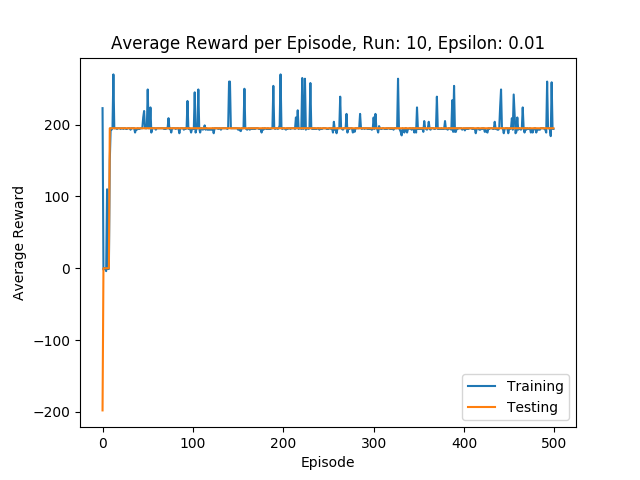 Average Reward per Episode, Run: 10, Epsilon: 0.01
Average Reward
200
100
0
−100
−200
0 100 200 300 400 500
Episode
Training
Testing